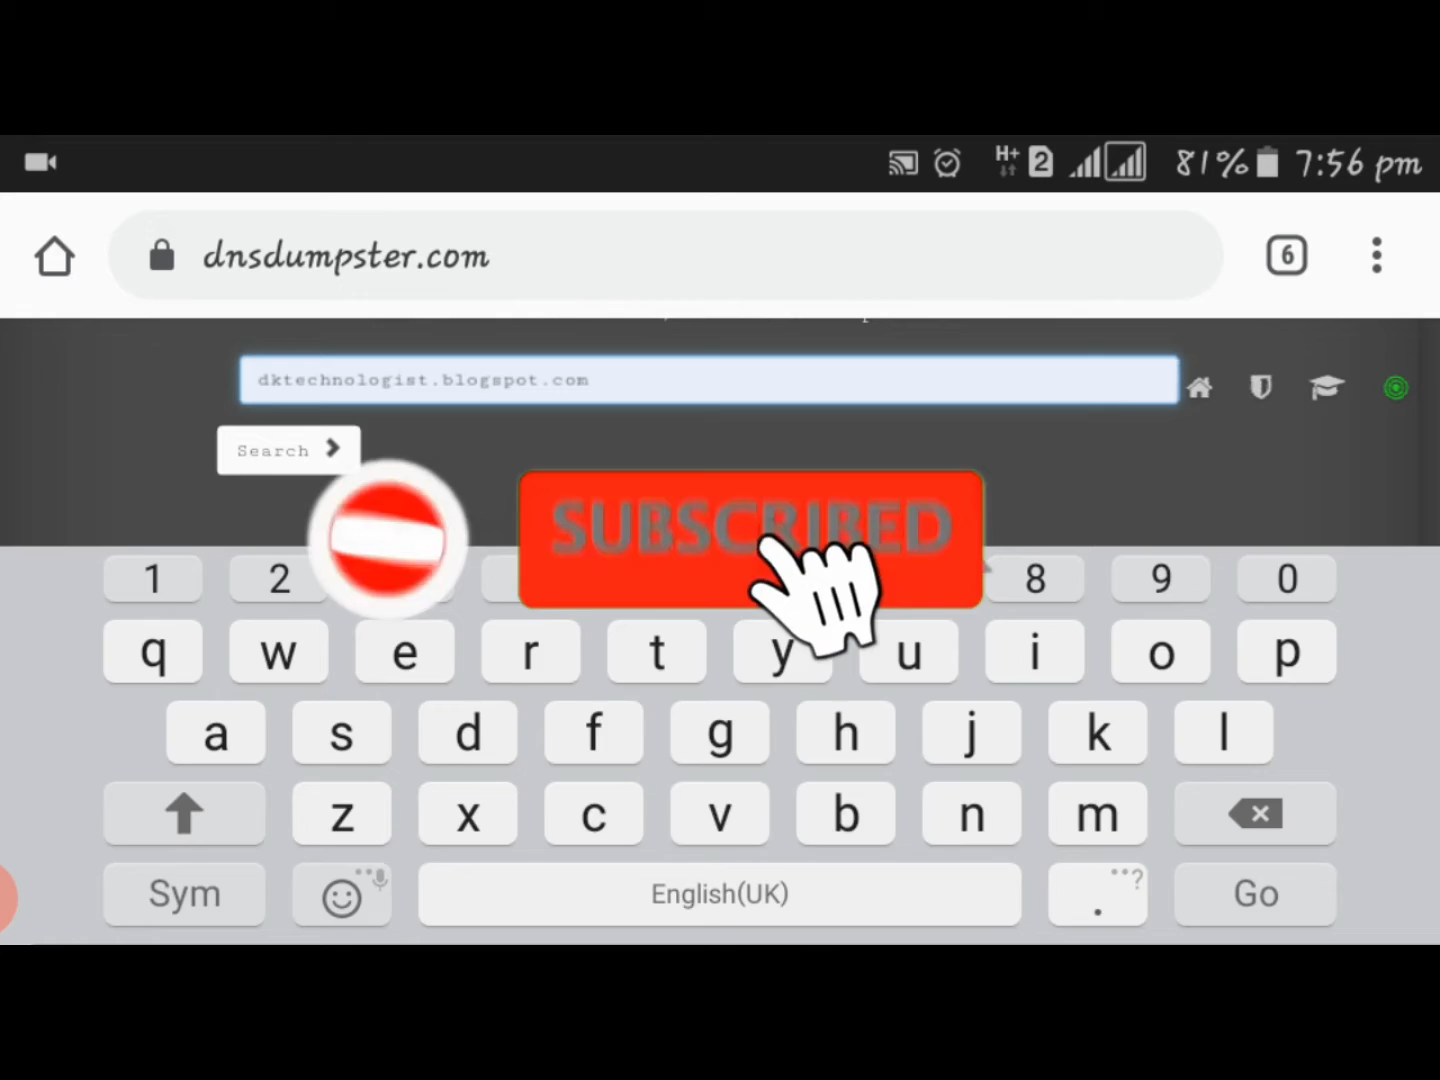 H+ 2 81% 7:56 pm
dnsdumpster.com 6
dktechnologist.blogspot.com
Search
SUBSCRIBED
1 2 8 9 0
q w e r t y u i o p
a s d f g h j k l
z x c v b n m
Sym English(UK) . ? Go